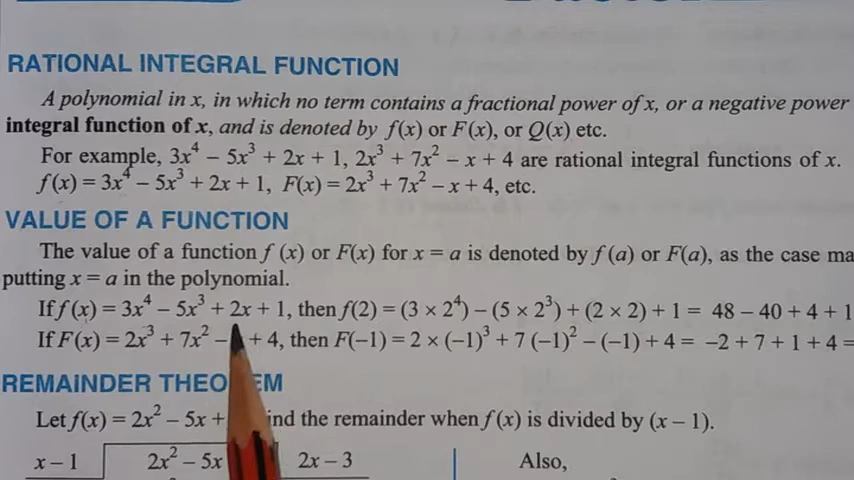 RATIONAL INTEGRAL FUNCTION
A polynomial in x, in which no term contains a fractional power of x, or a negative power
integral function of x, and is denoted by f(x) or F(x), or Q(x) etc.
For example, 3x⁴ − 5x³ + 2x + 1, 2x³ + 7x² − x + 4 are rational integral functions of x.
f(x) = 3x⁴ − 5x³ + 2x + 1, F(x) = 2x³ + 7x² − x + 4, etc.
VALUE OF A FUNCTION
The value of a function f (x) or F(x) for x = a is denoted by f(a) or F(a), as the case ma
putting x = a in the polynomial.
If f(x) = 3x⁴ − 5x³ + 2x + 1, then f(2) = (3 × 2⁴) − (5 × 2³) + (2 × 2) + 1 = 48 − 40 + 4 + 1
If F(x) = 2x³ + 7x² − + 4, then F(−1) = 2 × (−1)³ + 7 (−1)² − (−1) + 4 = −2 + 7 + 1 + 4 =
REMAINDER THEO EM
Let f(x) = 2x² − 5x + ind the remainder when f(x) is divided by (x − 1).
x − 1 2x² − 5x 2x − 3 Also,